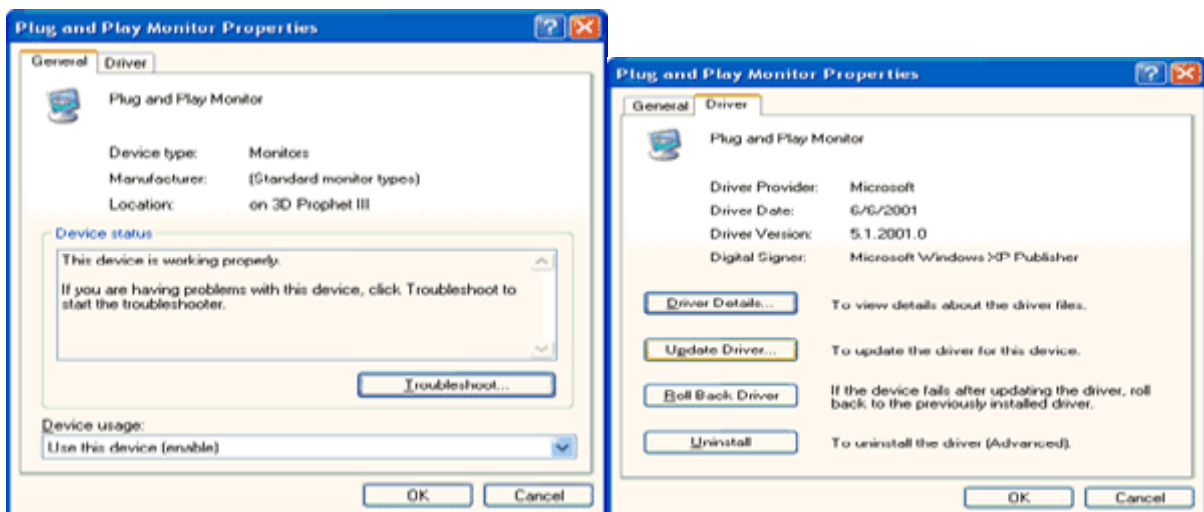 Plug and Play Monitor Properties
General Driver
Plug and Play Monitor
Device type: Monitors
Manufacturer: (Standard monitor types)
Location: on 3D Prophet III
Device status
This device is working properly.
If you are having problems with this device, click Troubleshoot to
start the troubleshooter.
Troubleshoot...
Device usage:
Use this device (enable)
OK Cancel
Plug and Play Monitor Properties
General Driver
Plug and Play Monitor
Driver Provider: Microsoft
Driver Date: 6/6/2001
Driver Version: 5.1.2001.0
Digital Signer: Microsoft Windows XP Publisher
Driver Details... To view details about the driver files.
Update Driver... To update the driver for this device.
Roll Back Driver If the device fails after updating the driver, roll
back to the previously installed driver.
Uninstall To uninstall the driver (Advanced).
OK Cancel